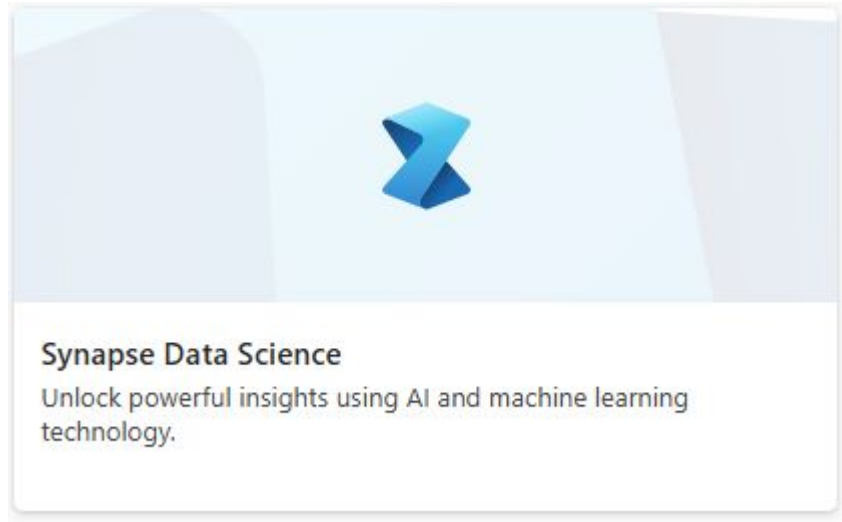 Synapse Data Science
Unlock powerful insights using AI and machine learning
technology.